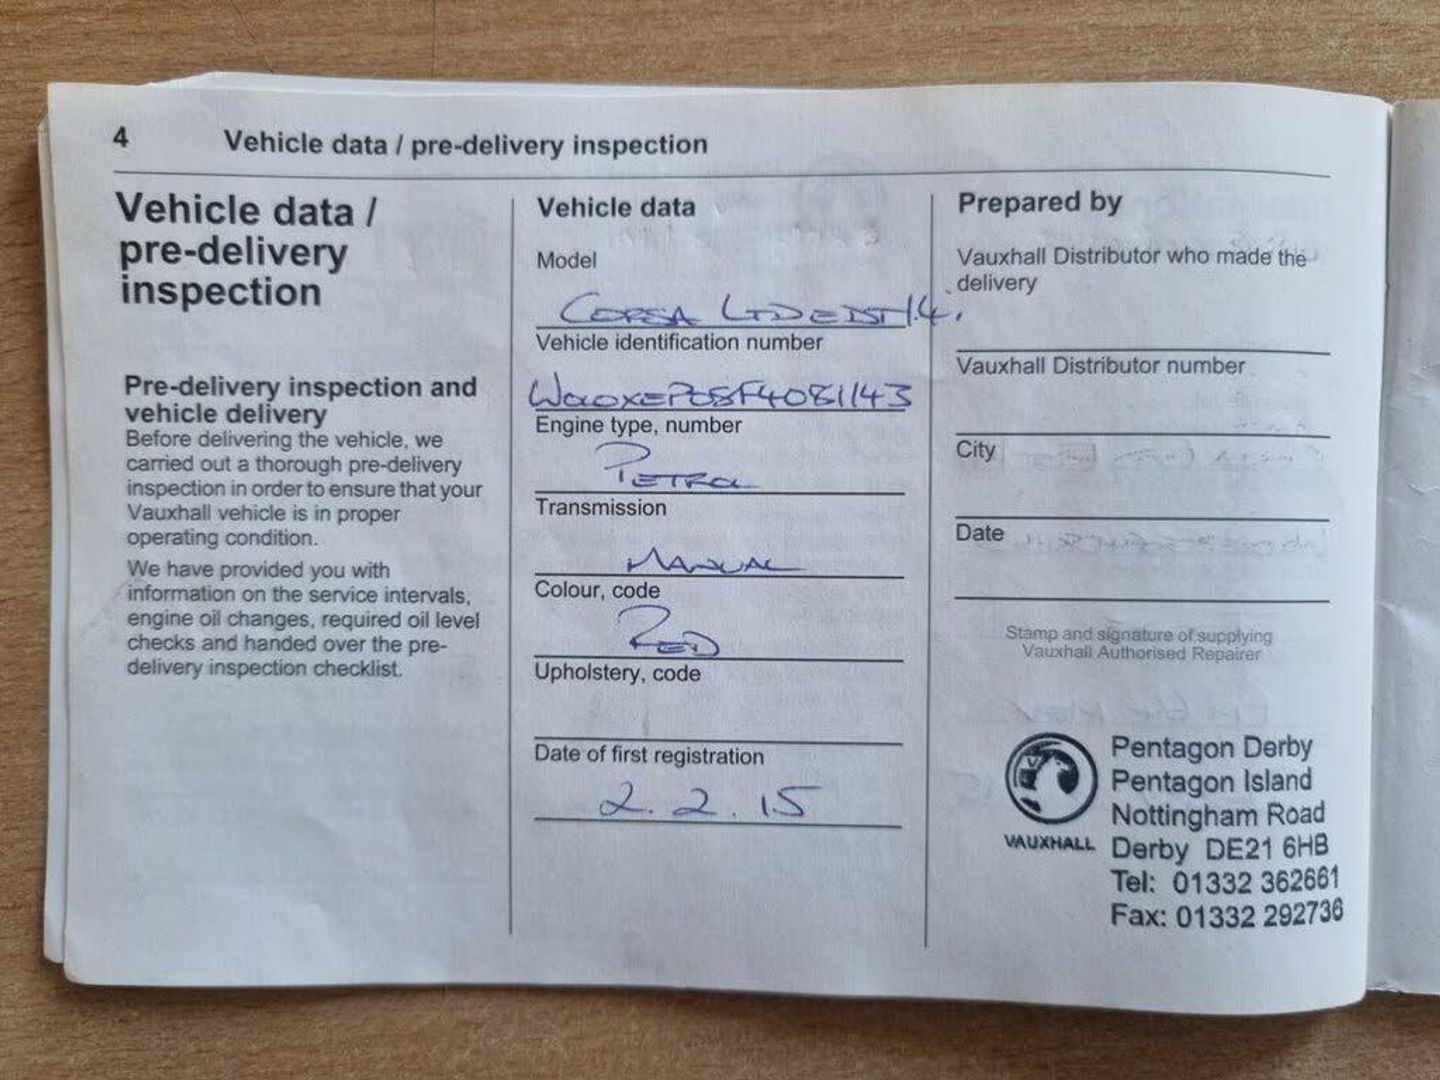 4 Vehicle data / pre-delivery inspection
Vehicle data /
pre-delivery
inspection
Pre-delivery inspection and
vehicle delivery
Before delivering the vehicle, we
carried out a thorough pre-delivery
inspection in order to ensure that your
Vauxhall vehicle is in proper
operating condition.
We have provided you with
information on the service intervals,
engine oil changes, required oil level
checks and handed over the pre-
delivery inspection checklist.
Vehicle data
Model
CORSA LTD EDIST 1.4.
Vehicle identification number
W0L0XEP08F4081143
Engine type, number
PETROL
Transmission
MANUAL
Colour, code
RED
Upholstery, code
Date of first registration
2.2.15
Prepared by
Vauxhall Distributor who made the
delivery
Vauxhall Distributor number
City
Date
Stamp and signature of supplying
Vauxhall Authorised Repairer
VAUXHALL
Pentagon Derby
Pentagon Island
Nottingham Road
Derby DE21 6HB
Tel: 01332 362661
Fax: 01332 292736